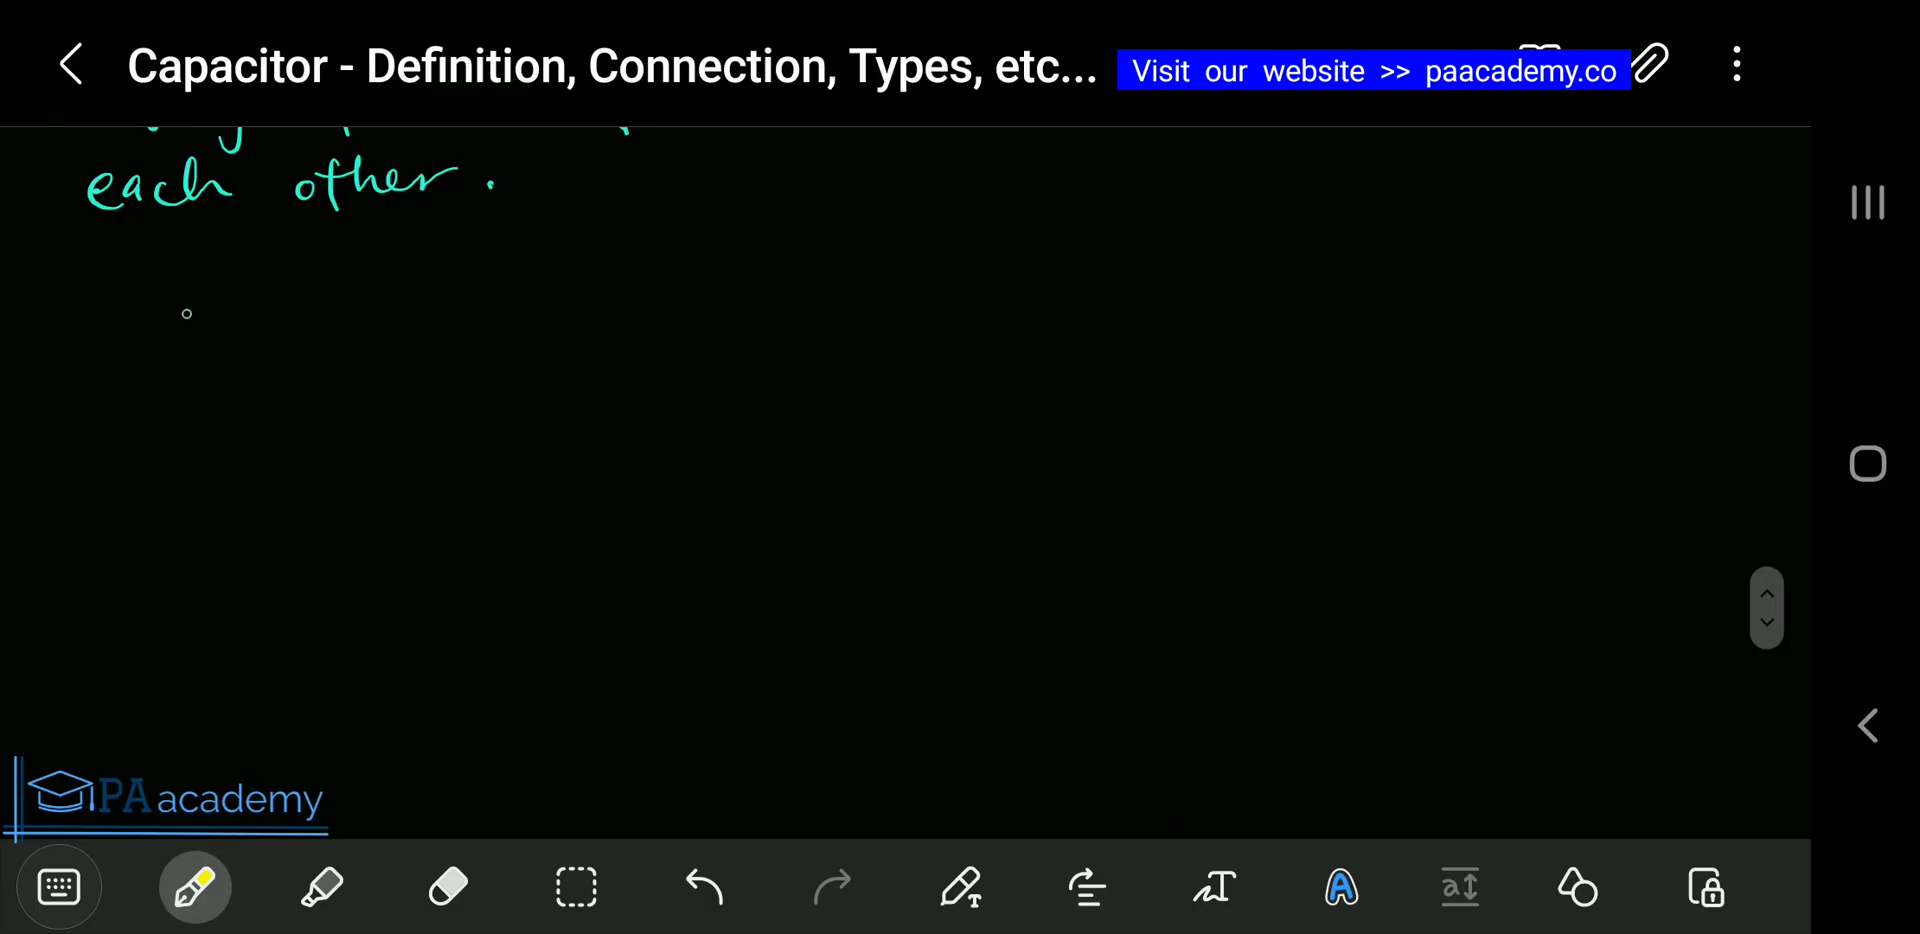 Capacitor - Definition, Connection, Types, etc...
Visit our website >> paacademy.co
each other.
PA academy